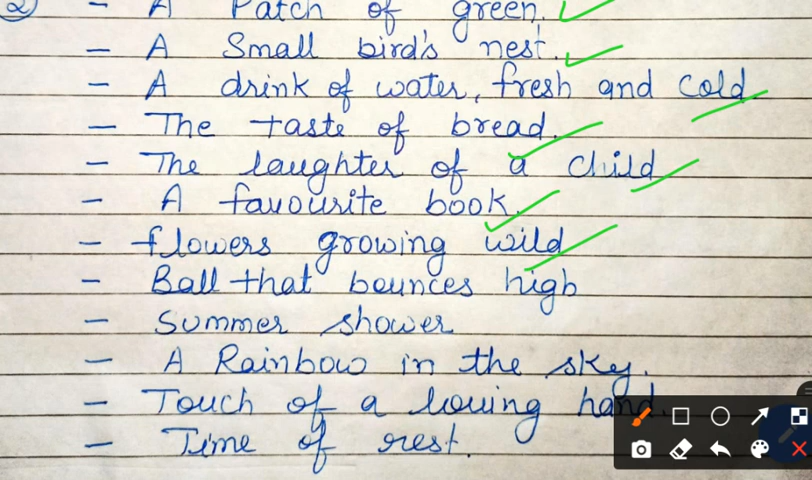 ② - A Patch of green.
- A Small bird's nest.
- A drink of water, fresh and cold.
- The taste of bread.
- The laughter of a child
- A favourite book.
- flowers growing wild
- Ball that bounces high
- Summer shower
- A Rainbow in the sky.
- Touch of a loving hand.
- Time of rest.